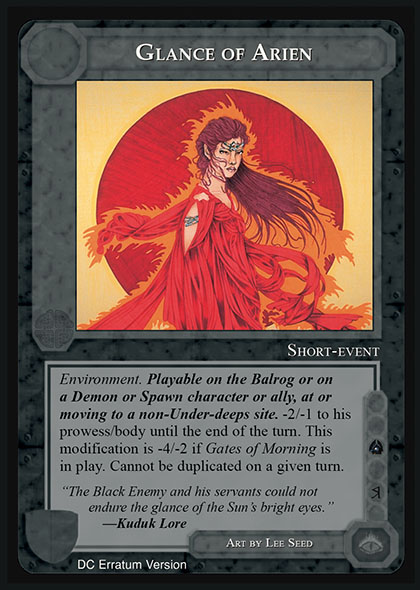 Glance of Arien
Short-event
Environment. Playable on the Balrog or on
a Demon or Spawn character or ally, at or
moving to a non-Under-deeps site. -2/-1 to his
prowess/body until the end of the turn. This
modification is -4/-2 if Gates of Morning is
in play. Cannot be duplicated on a given turn.
“The Black Enemy and his servants could not
endure the glance of the Sun’s bright eyes.”
—Kuduk Lore
Art by Lee Seed
DC Erratum Version